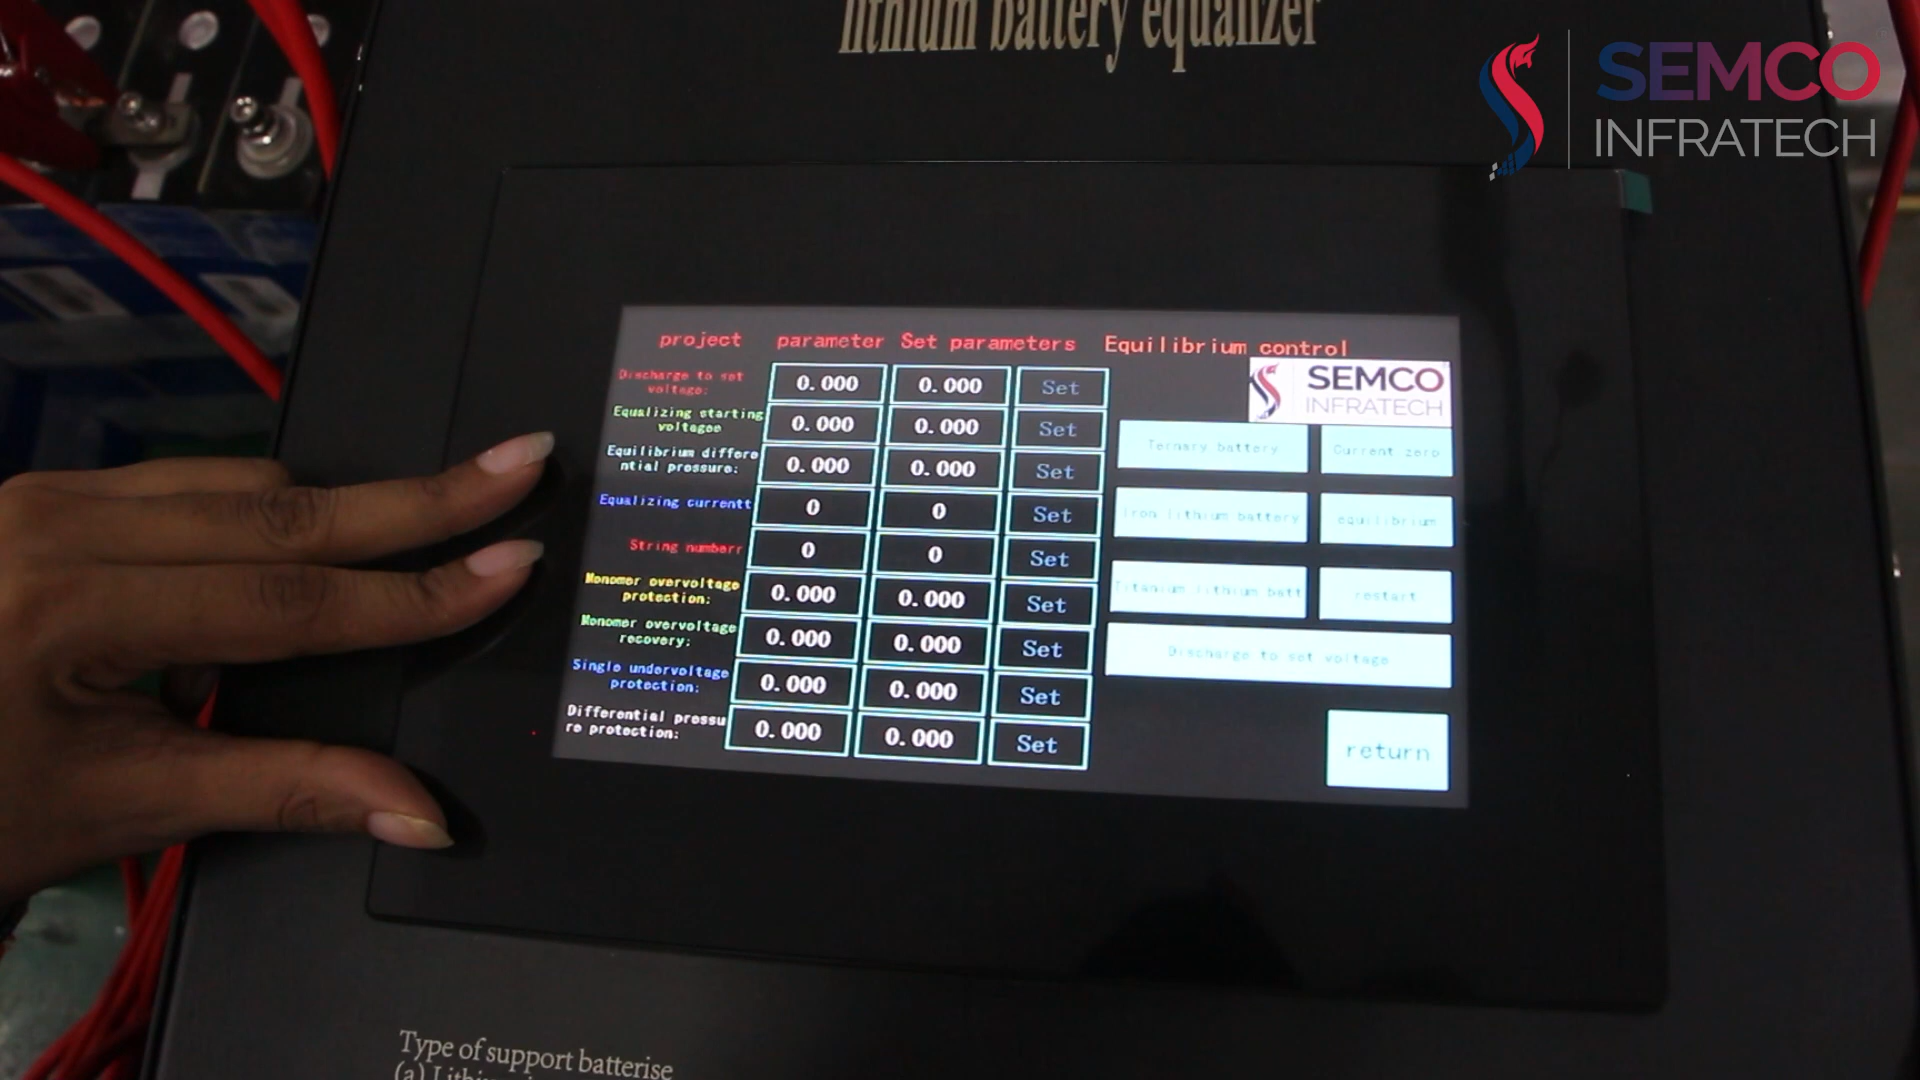 lithium battery equalizer
SEMCO
INFRATECH
project parameter Set parameters Equilibrium control
SEMCO
INFRATECH
Discharge to set
voltage: 0.000 0.000 Set
Equalizing starting
voltagee 0.000 0.000 Set
Ternary battery Current zero
Equilibrium differe
ntial pressure: 0.000 0.000 Set
Equalizing currentt 0 0 Set
Iron lithium battery equilibrium
String numberr 0 0 Set
Monomer overvoltage
protection: 0.000 0.000 Set
Titanium lithium batt restart
Monomer overvoltage
recovery: 0.000 0.000 Set
Discharge to set voltage
Single undervoltage
protection: 0.000 0.000 Set
Differential pressu
re protection: 0.000 0.000 Set
return
Type of support batterise